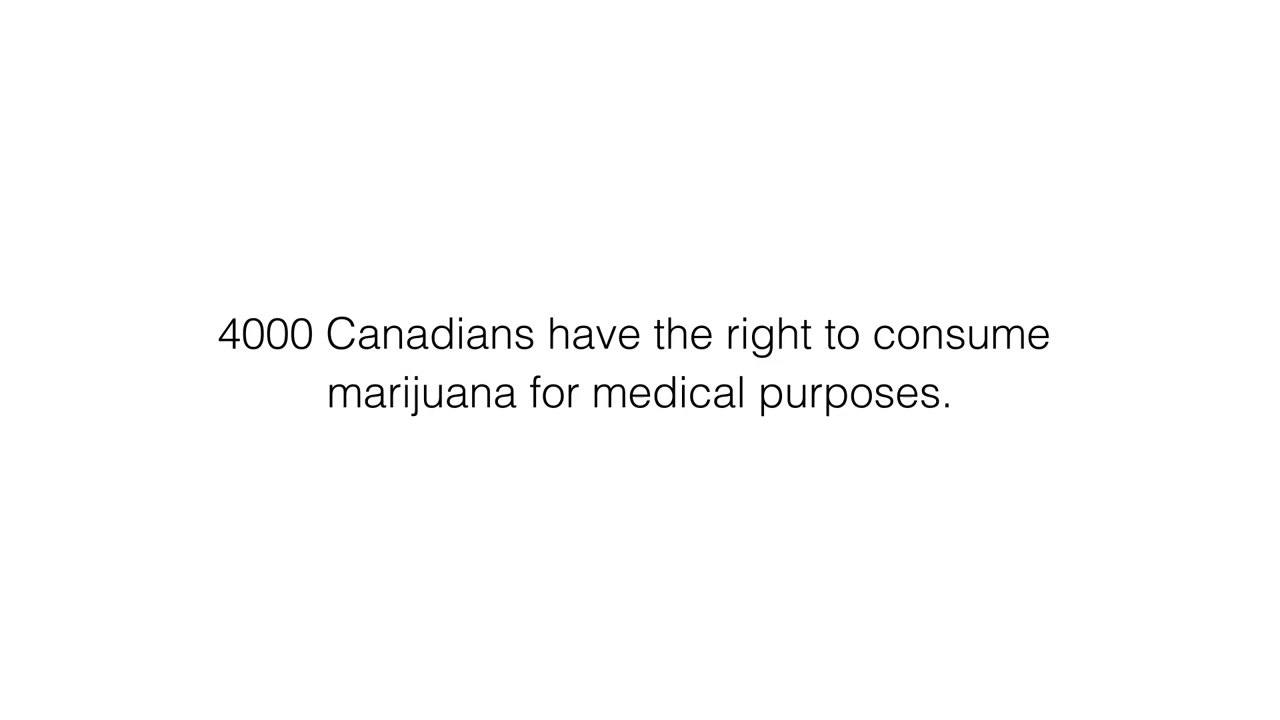 4000 Canadians have the right to consume
marijuana for medical purposes.